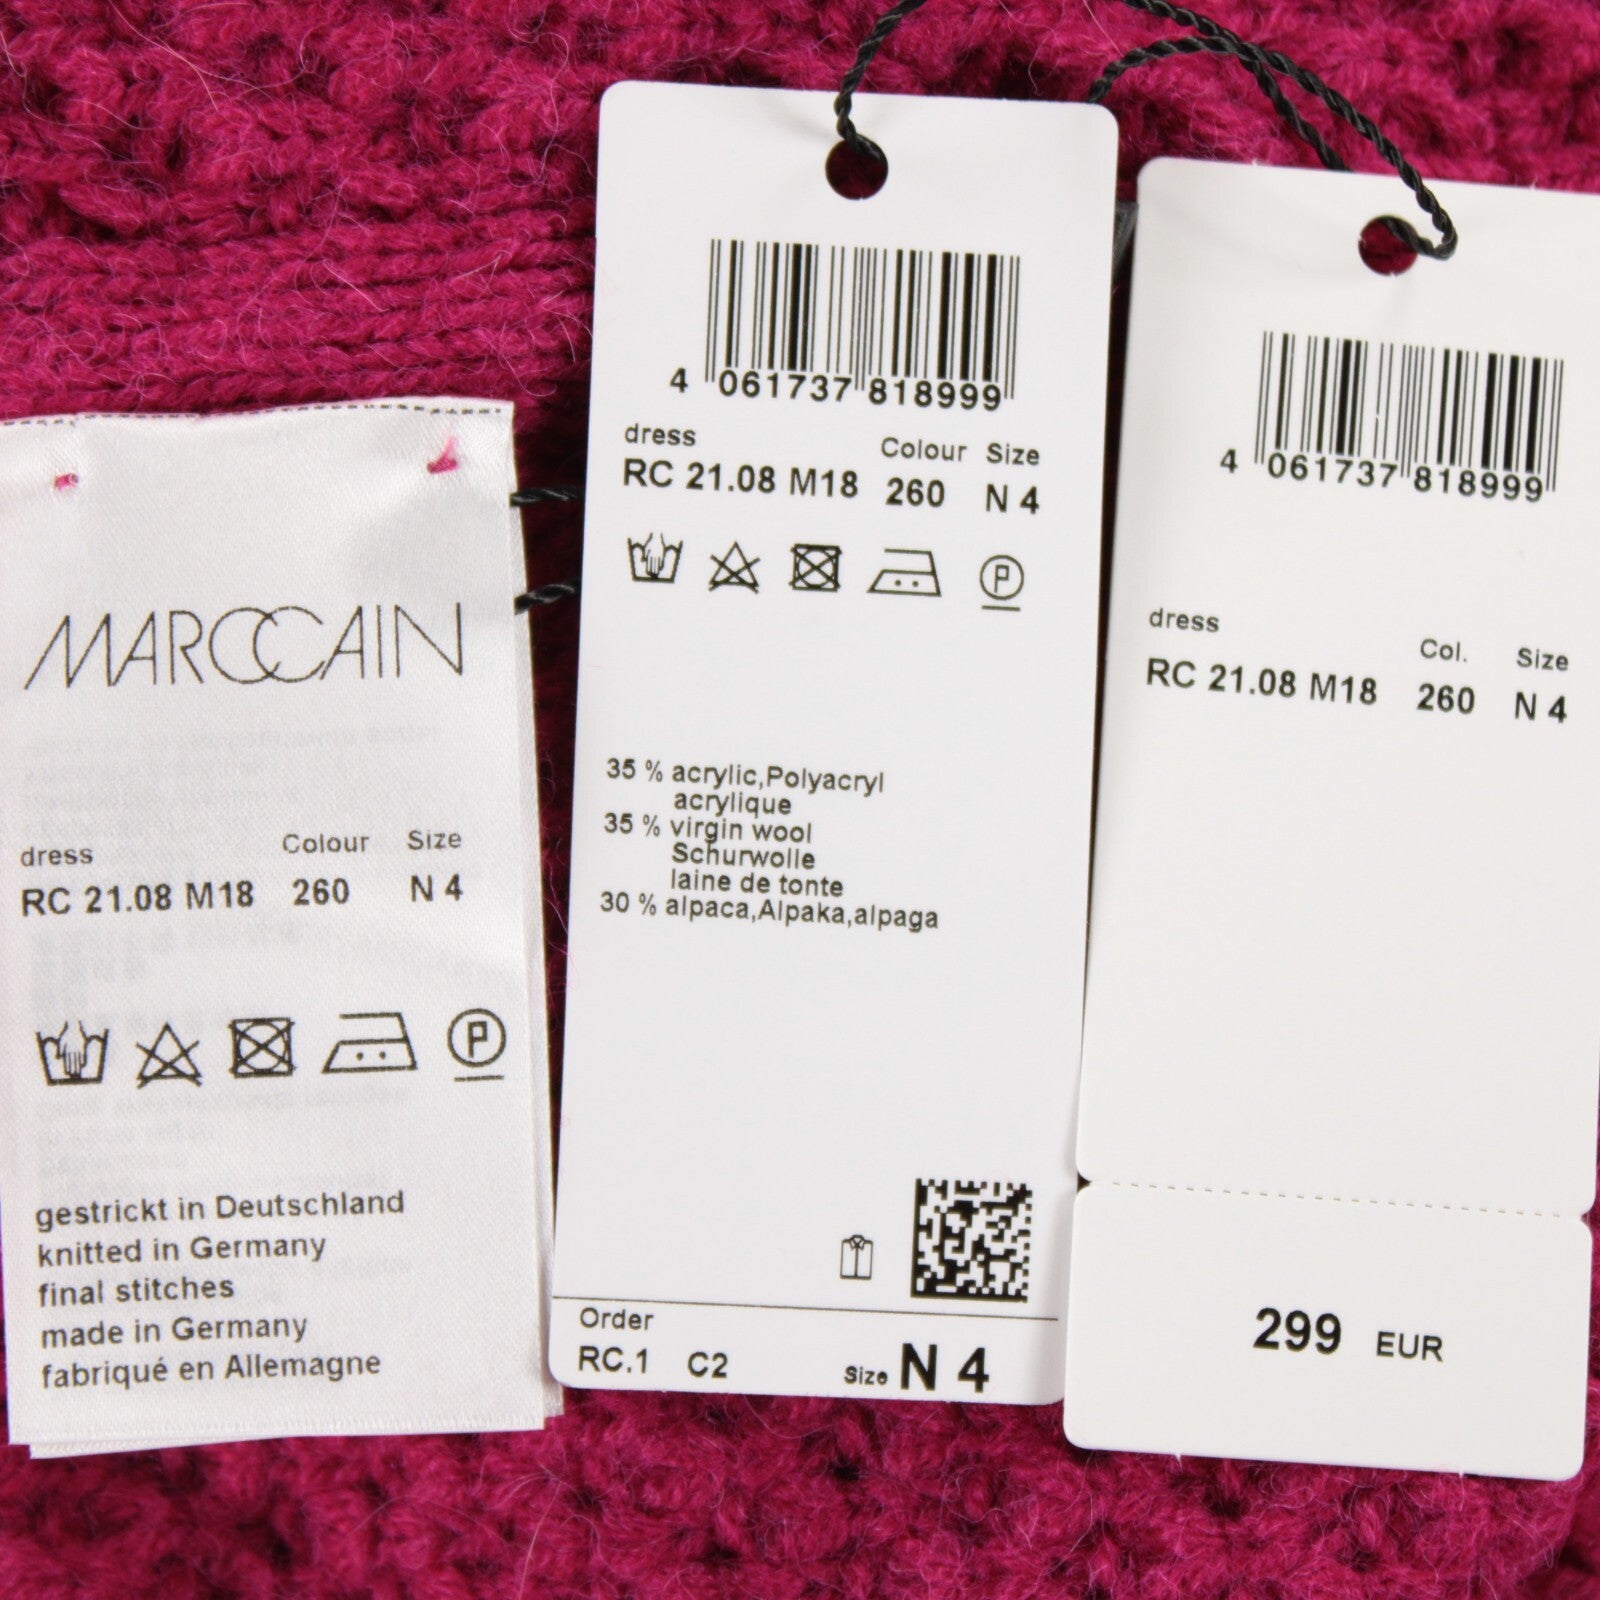 MARCCAIN
dress Colour Size
RC 21.08 M18 260 N 4
gestrickt in Deutschland
knitted in Germany
final stitches
made in Germany
fabriqué en Allemagne
4 061737 818999
dress Colour Size
RC 21.08 M18 260 N 4
P
35 % acrylic,Polyacryl
acrylique
35 % virgin wool
Schurwolle
laine de tonte
30 % alpaca,Alpaka,alpaga
Order
RC.1 C2 Size N 4
4 061737 818999
dress Col. Size
RC 21.08 M18 260 N 4
299 EUR